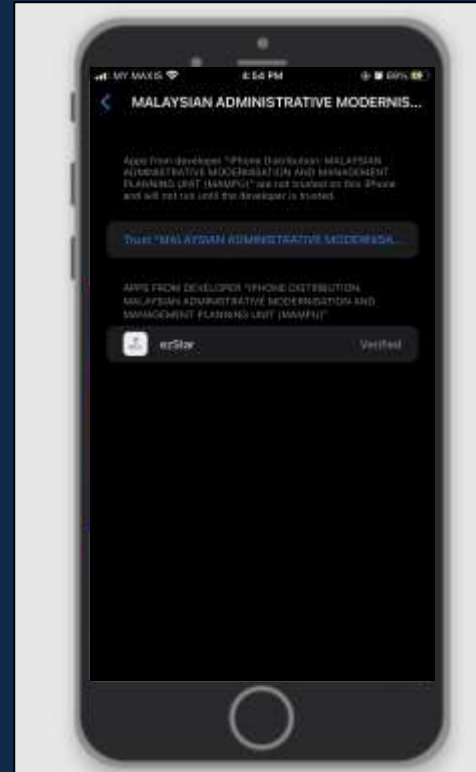 MY MAXIS 4:54 PM 69%
MALAYSIAN ADMINISTRATIVE MODERNIS...
Apps from developer "iPhone Distribution: MALAYSIAN
ADMINISTRATIVE MODERNISATION AND MANAGEMENT
PLANNING UNIT (MAMPU)" are not trusted on this iPhone
and will not run until the developer is trusted.
Trust "MALAYSIAN ADMINISTRATIVE MODERNISA...
APPS FROM DEVELOPER "IPHONE DISTRIBUTION:
MALAYSIAN ADMINISTRATIVE MODERNISATION AND
MANAGEMENT PLANNING UNIT (MAMPU)"
ezStar Verified